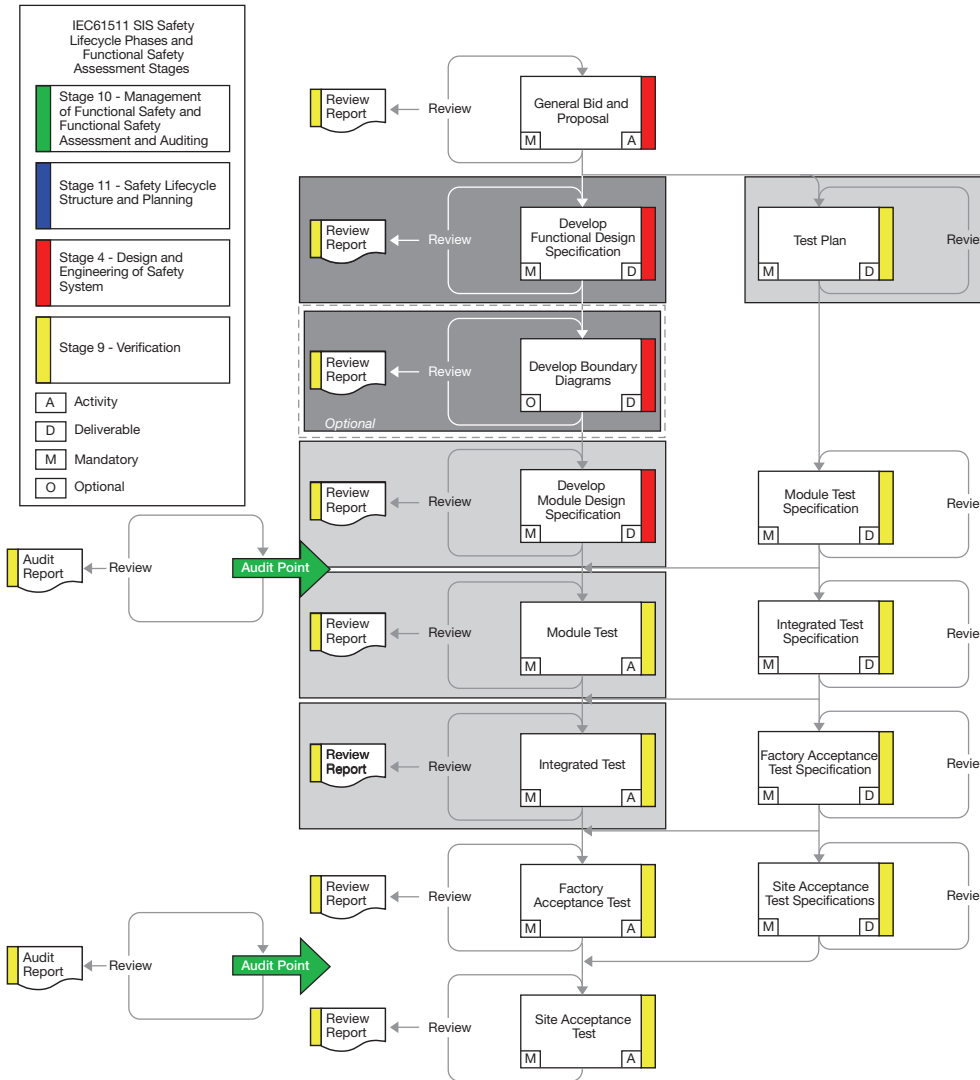 IEC61511 SIS Safety
Lifecycle Phases and
Functional Safety
Assessment Stages
Stage 10 - Management
of Functional Safety and
Functional Safety
Assessment and Auditing
Stage 11 - Safety Lifecycle
Structure and Planning
Stage 4 - Design and
Engineering of Safety
System
Stage 9 - Verification
A Activity
D Deliverable
M Mandatory
O Optional
Review
Report
Review
General Bid and
Proposal
M A
Review
Report
Review
Develop
Functional Design
Specification
M D
Test Plan
M D
Revie
Review
Report
Review
Develop Boundary
Diagrams
O D
Optional
Review
Report
Review
Develop
Module Design
Specification
M D
Module Test
Specification
M D
Revie
Audit
Report
Review
Audit Point
Review
Report
Review
Module Test
M A
Integrated Test
Specification
M D
Revie
Review
Report
Review
Integrated Test
M A
Factory Acceptance
Test Specification
M D
Revie
Review
Report
Review
Factory
Acceptance Test
M A
Site Acceptance
Test Specifications
M D
Revie
Audit
Report
Review
Audit Point
Review
Report
Review
Site Acceptance
Test
M A